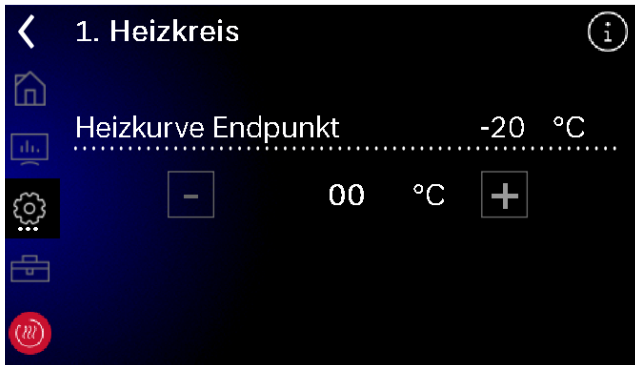 1. Heizkreis
i
Heizkurve Endpunkt -20 °C
- 00 °C +